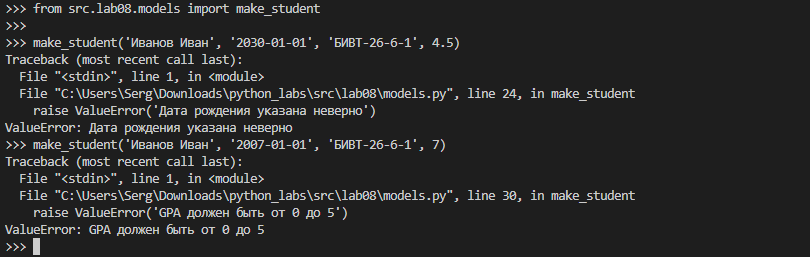 >>> from src.lab08.models import make_student
>>>
>>> make_student('Иванов Иван', '2030-01-01', 'БИВТ-26-6-1', 4.5)
Traceback (most recent call last):
  File "<stdin>", line 1, in <module>
  File "C:\Users\Serg\Downloads\python_labs\src\lab08\models.py", line 24, in make_student
    raise ValueError('Дата рождения указана неверно')
ValueError: Дата рождения указана неверно
>>> make_student('Иванов Иван', '2007-01-01', 'БИВТ-26-6-1', 7)
Traceback (most recent call last):
  File "<stdin>", line 1, in <module>
  File "C:\Users\Serg\Downloads\python_labs\src\lab08\models.py", line 30, in make_student
    raise ValueError('GPA должен быть от 0 до 5')
ValueError: GPA должен быть от 0 до 5
>>>